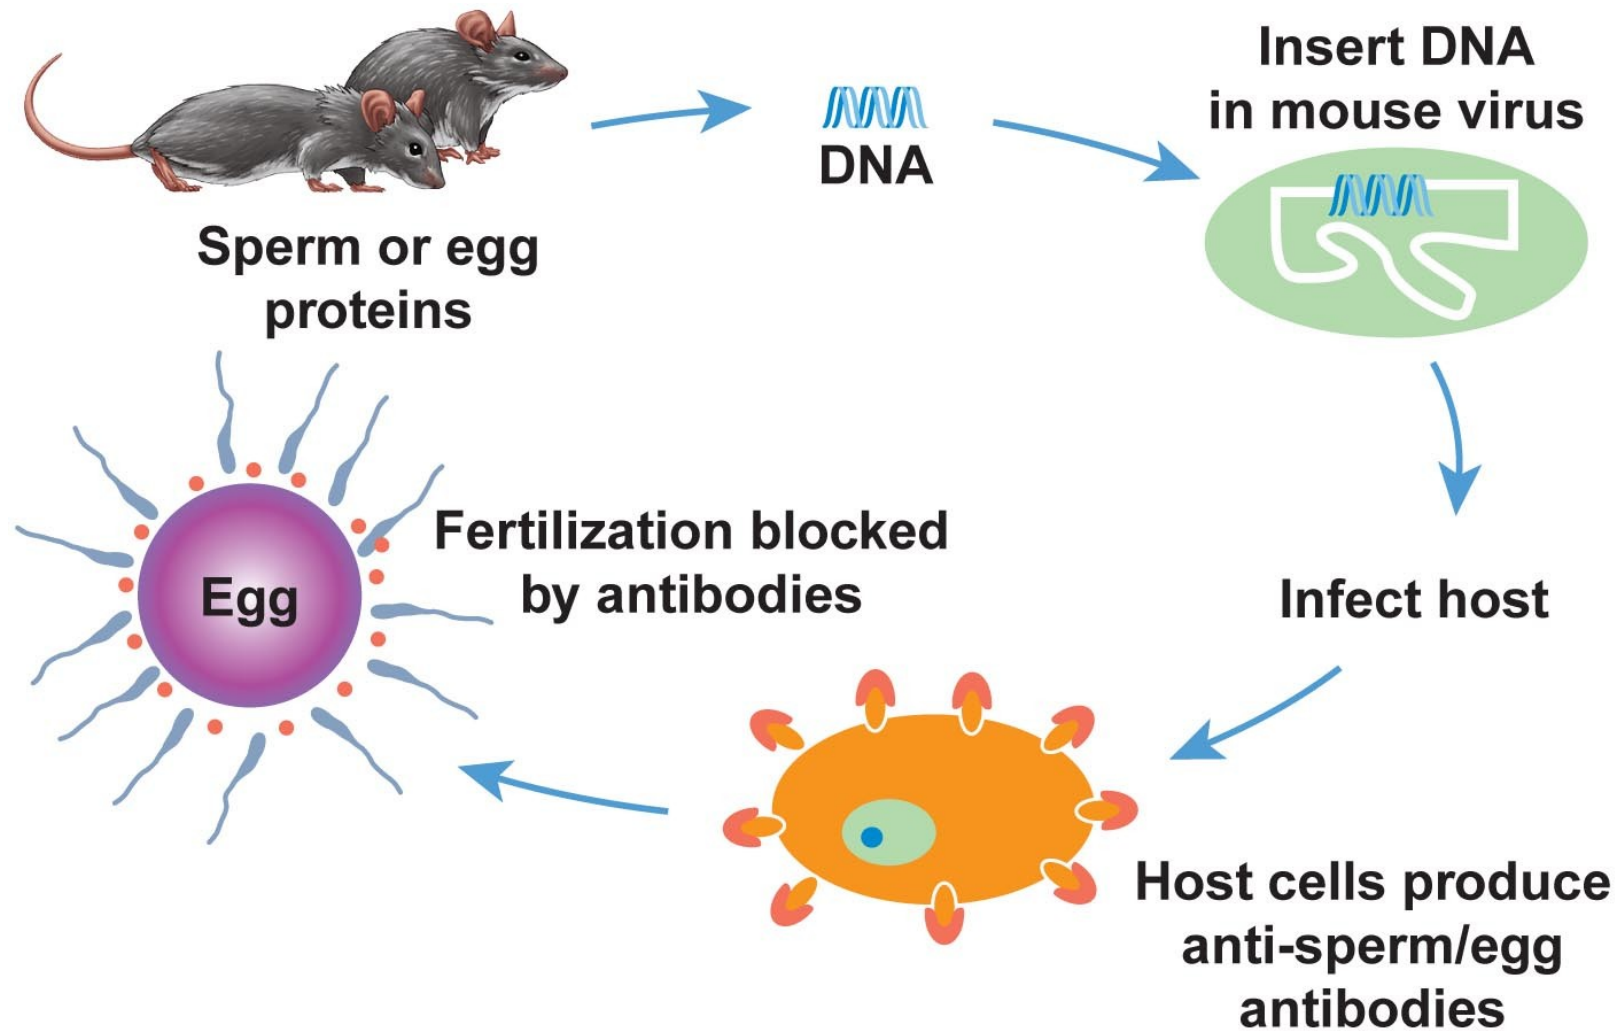 Sperm or egg
proteins
DNA
Insert DNA
in mouse virus
Infect host
Host cells produce
anti-sperm/egg
antibodies
Fertilization blocked
by antibodies
Egg